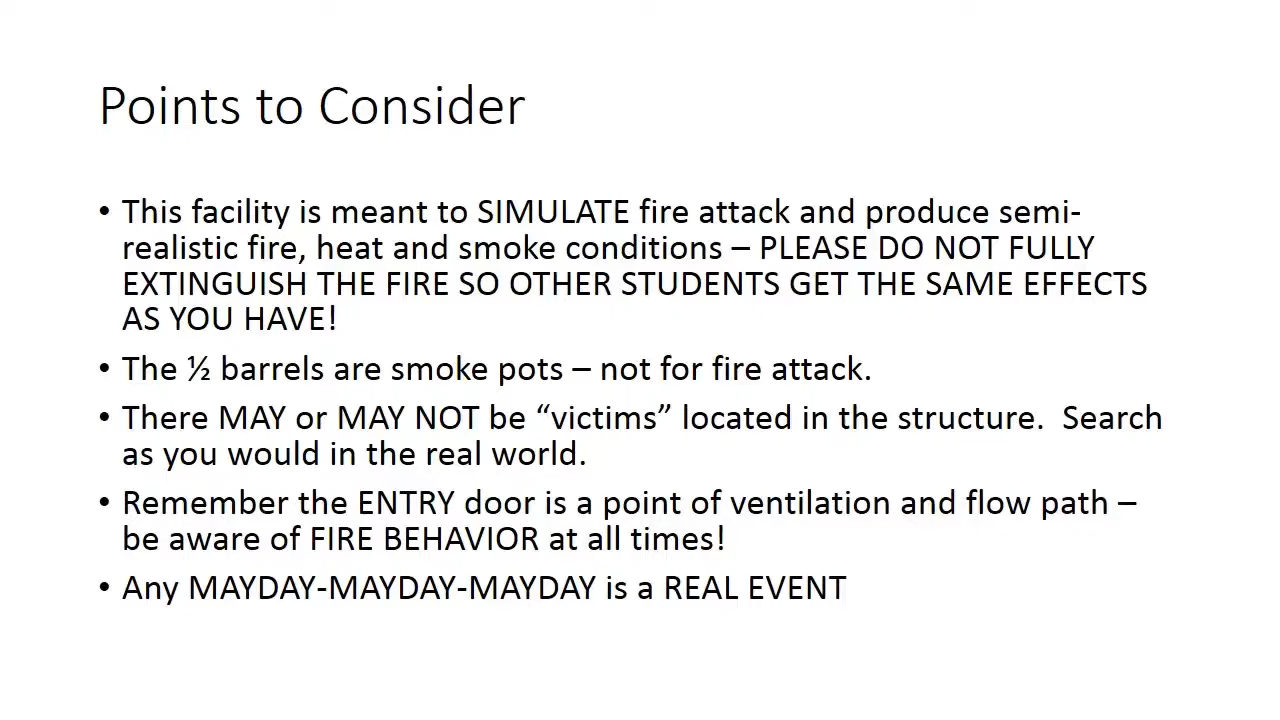 Points to Consider
• This facility is meant to SIMULATE fire attack and produce semi-
realistic fire, heat and smoke conditions – PLEASE DO NOT FULLY
EXTINGUISH THE FIRE SO OTHER STUDENTS GET THE SAME EFFECTS
AS YOU HAVE!
• The ½ barrels are smoke pots – not for fire attack.
• There MAY or MAY NOT be “victims” located in the structure.  Search
as you would in the real world.
• Remember the ENTRY door is a point of ventilation and flow path –
be aware of FIRE BEHAVIOR at all times!
• Any MAYDAY-MAYDAY-MAYDAY is a REAL EVENT